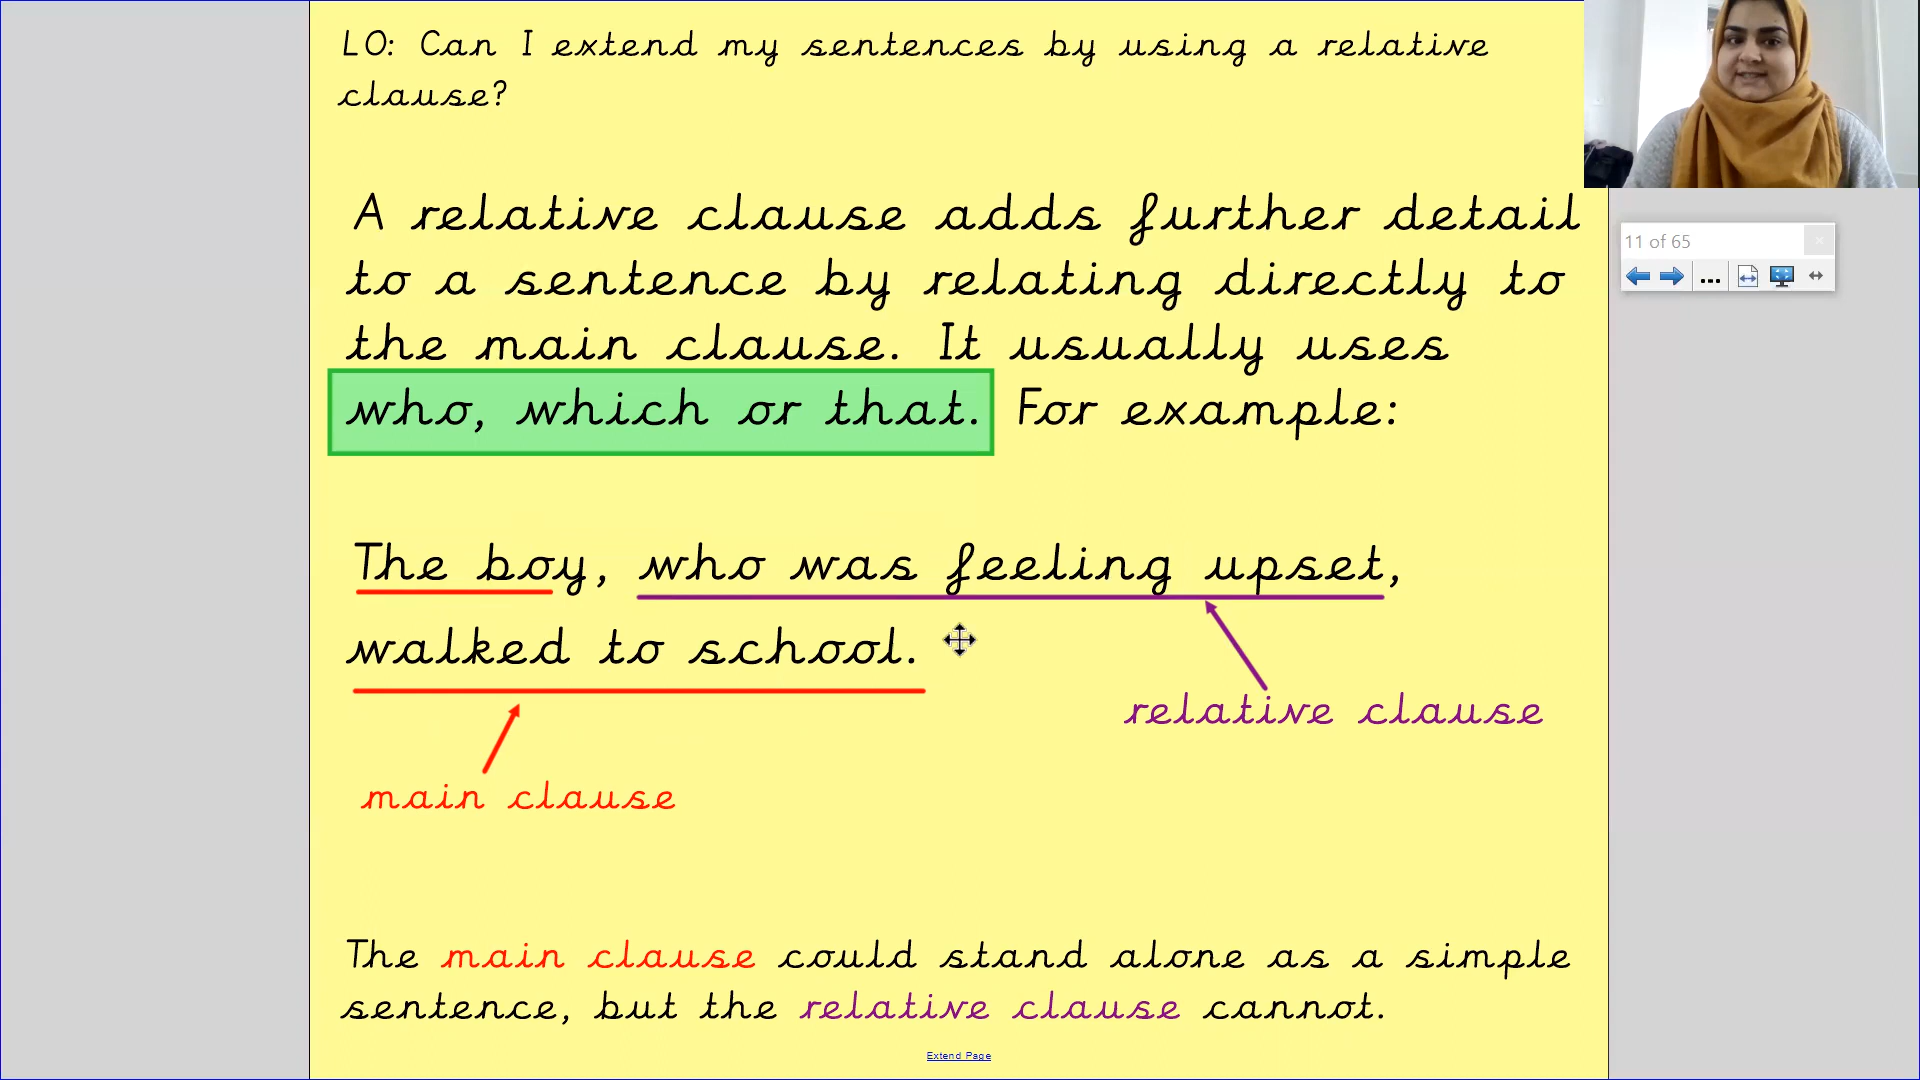 LO: Can I extend my sentences by using a relative
clause?
A relative clause adds further detail
to a sentence by relating directly to
the main clause. It usually uses
who, which or that. For example:
The boy, who was feeling upset,
walked to school.
relative clause
main clause
The main clause could stand alone as a simple
sentence, but the relative clause cannot.
Extend Page
11 of 65